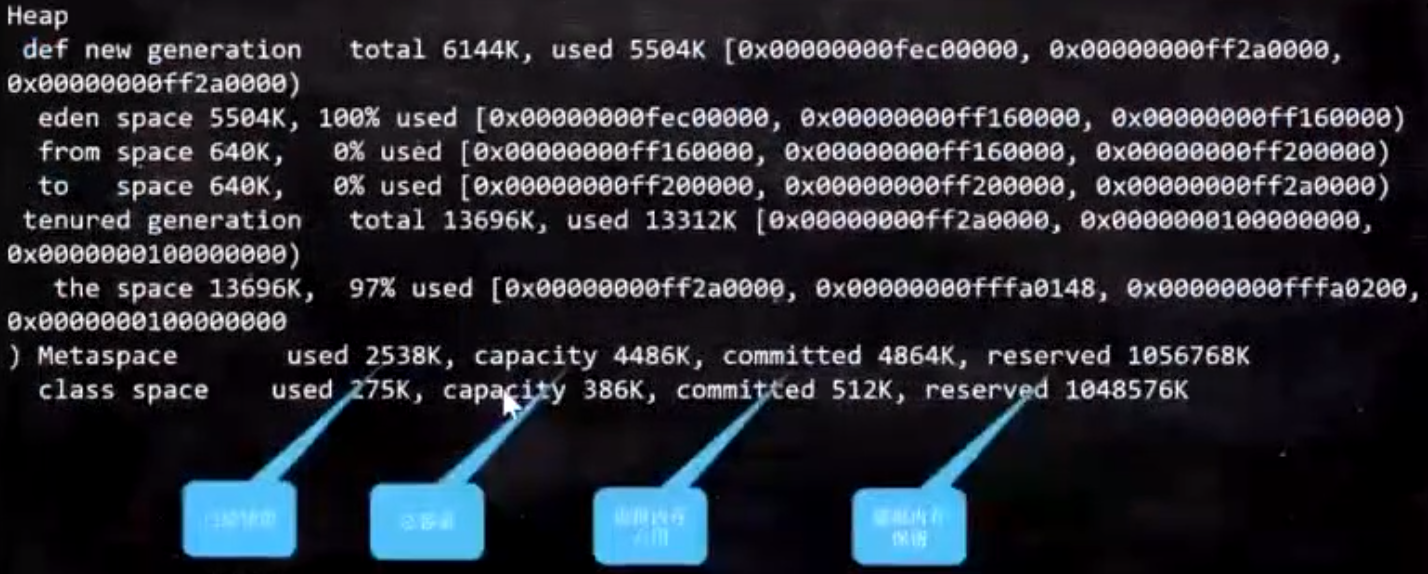 Heap
def new generation   total 6144K, used 5504K [0x00000000fec00000, 0x00000000ff2a0000,
0x00000000ff2a0000)
eden space 5504K, 100% used [0x00000000fec00000, 0x00000000ff160000, 0x00000000ff160000)
from space 640K,   0% used [0x00000000ff160000, 0x00000000ff160000, 0x00000000ff200000)
to   space 640K,   0% used [0x00000000ff200000, 0x00000000ff200000, 0x00000000ff2a0000)
tenured generation   total 13696K, used 13312K [0x00000000ff2a0000, 0x0000000100000000,
0x0000000100000000)
the space 13696K,  97% used [0x00000000ff2a0000, 0x00000000fffa0148, 0x00000000fffa0200,
0x0000000100000000
) Metaspace       used 2538K, capacity 4486K, committed 4864K, reserved 1056768K
class space    used 275K, capacity 386K, committed 512K, reserved 1048576K